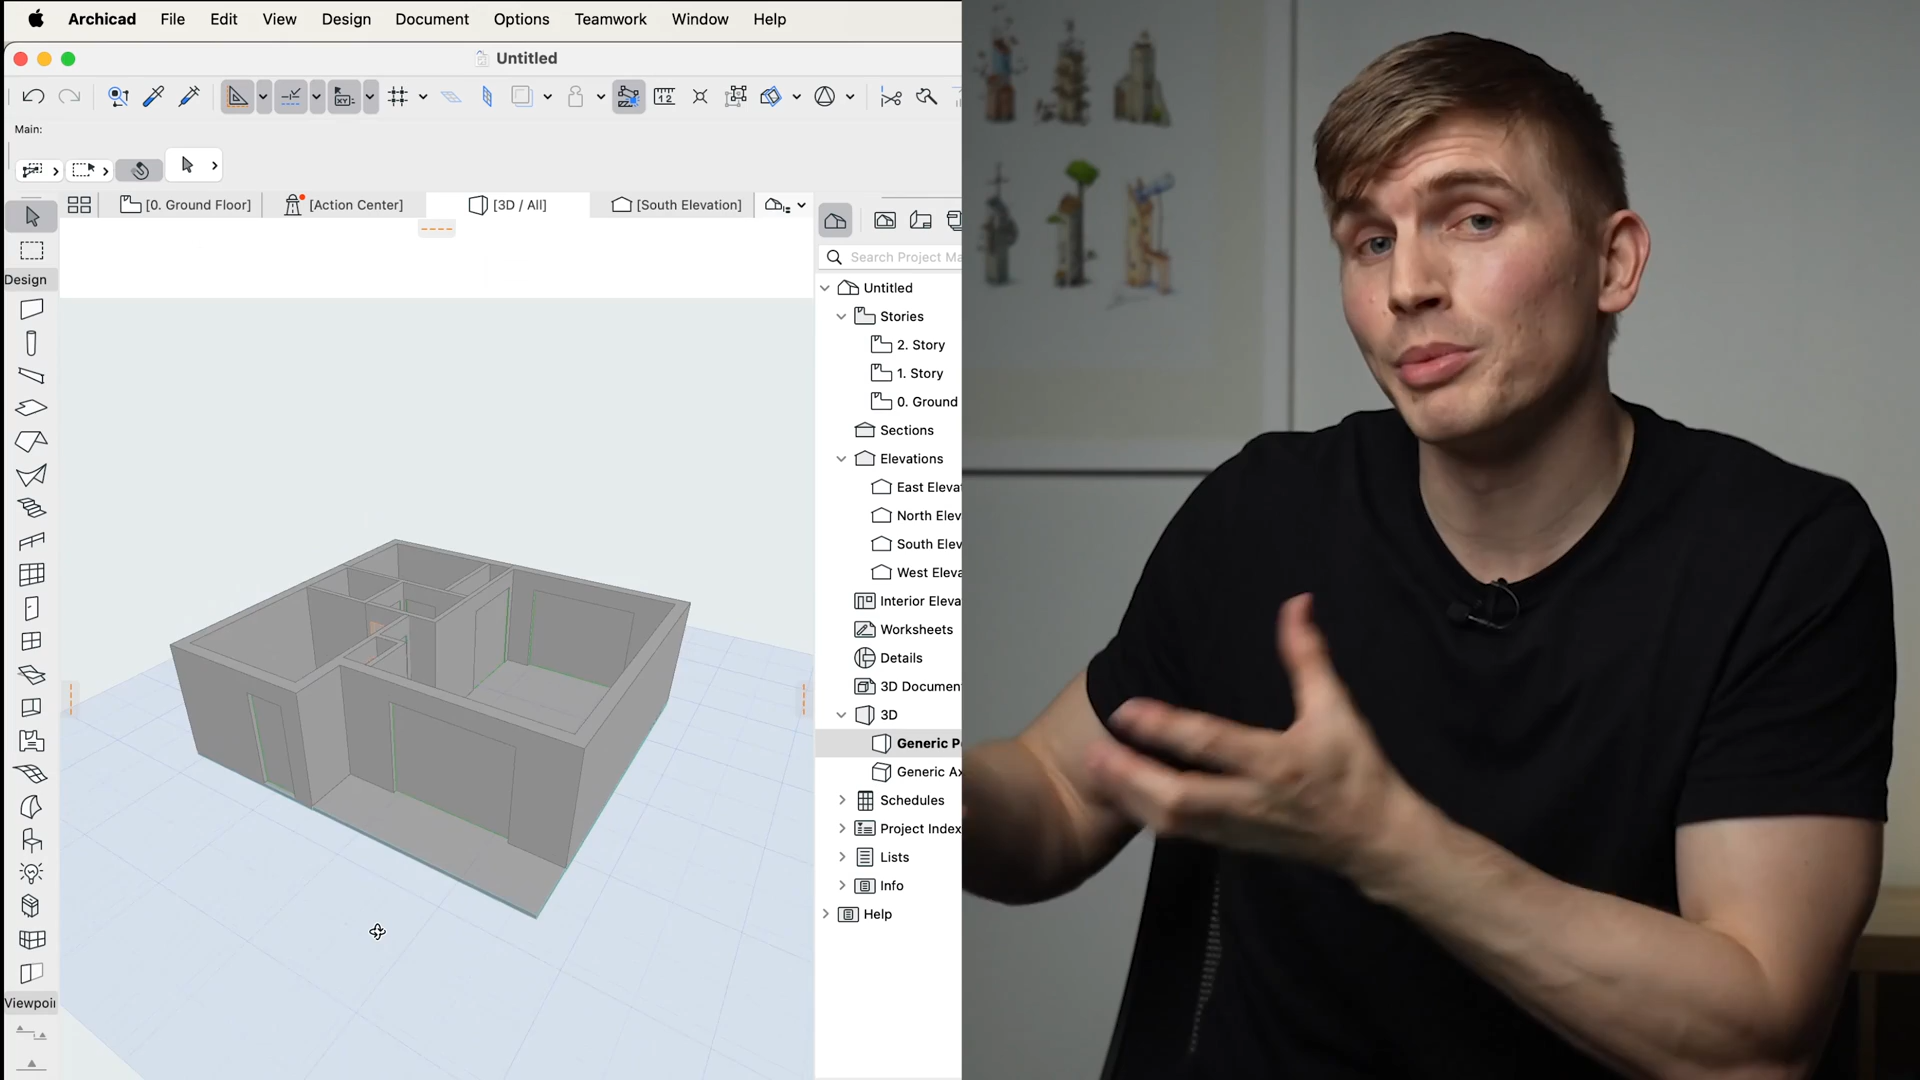 Archicad File Edit View Design Document Options Teamwork Window Help
Untitled
12
XYZ
Main:
[0. Ground Floor] [Action Center] [3D / All] [South Elevation]
Search Project Ma
Design
Untitled
Stories
2. Story
1. Story
0. Ground
Sections
Elevations
East Eleva
North Elev
South Elev
West Eleva
Interior Eleva
Worksheets
Details
3D Documen
3D
Generic Pe
Generic Ax
Schedules
Project Index
Lists
Info
Help
Viewpoi